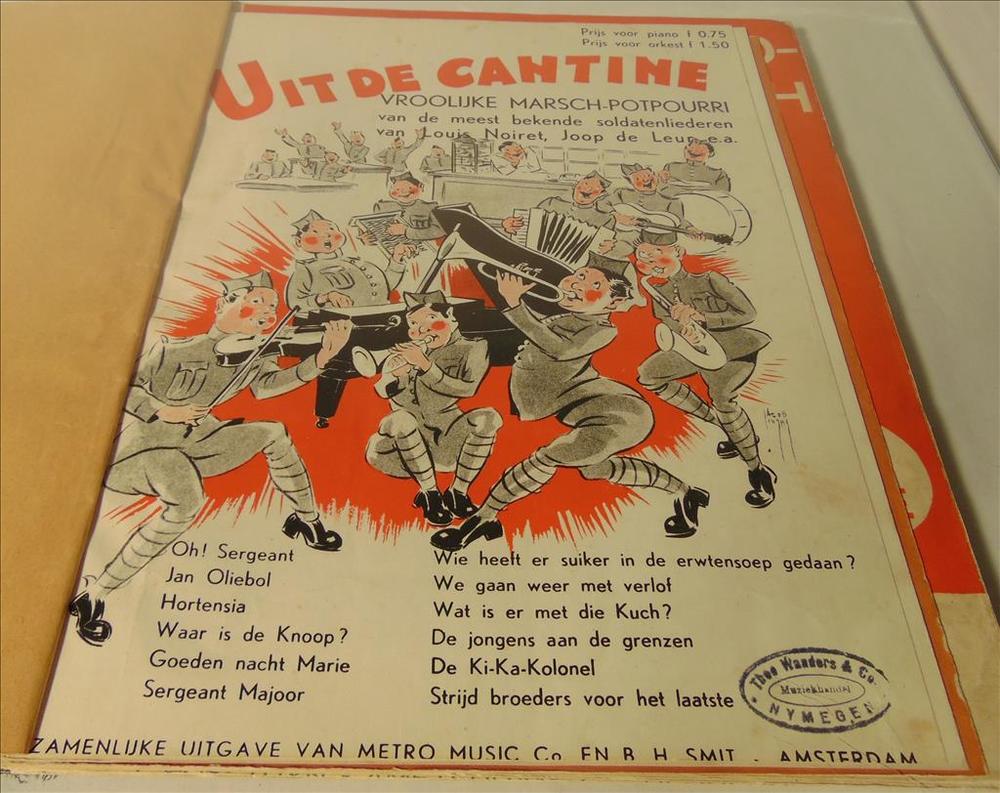 Prijs voor piano f 0.75
Prijs voor orkest f 1.50
UIT DE CANTINE
VROOLIJKE MARSCH-POTPOURRI
van de meest bekende soldatenliederen
van Louis Noiret, Joop de Leur e.a.
Oh! Sergeant
Jan Oliebol
Hortensia
Waar is de Knoop?
Goeden nacht Marie
Sergeant Majoor
Wie heeft er suiker in de erwtensoep gedaan?
We gaan weer met verlof
Wat is er met die Kuch?
De jongens aan de grenzen
De Ki-Ka-Kolonel
Strijd broeders voor het laatste
Theo Wanders & Co.
Muziekhandel
NYMEGEN
ZAMENLIJKE UITGAVE VAN METRO MUSIC Co. EN B. H. SMIT - AMSTERDAM